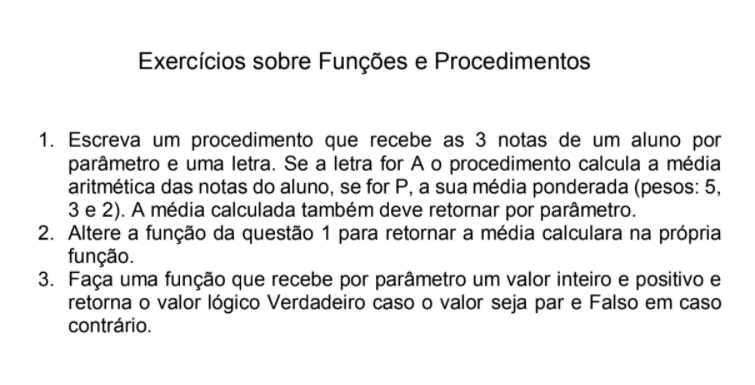 Exercícios sobre Funções e Procedimentos
1. Escreva um procedimento que recebe as 3 notas de um aluno por
parâmetro e uma letra. Se a letra for A o procedimento calcula a média
aritmética das notas do aluno, se for P, a sua média ponderada (pesos: 5,
3 e 2). A média calculada também deve retornar por parâmetro.
2. Altere a função da questão 1 para retornar a média calculara na própria
função.
3. Faça uma função que recebe por parâmetro um valor inteiro e positivo e
retorna o valor lógico Verdadeiro caso o valor seja par e Falso em caso
contrário.